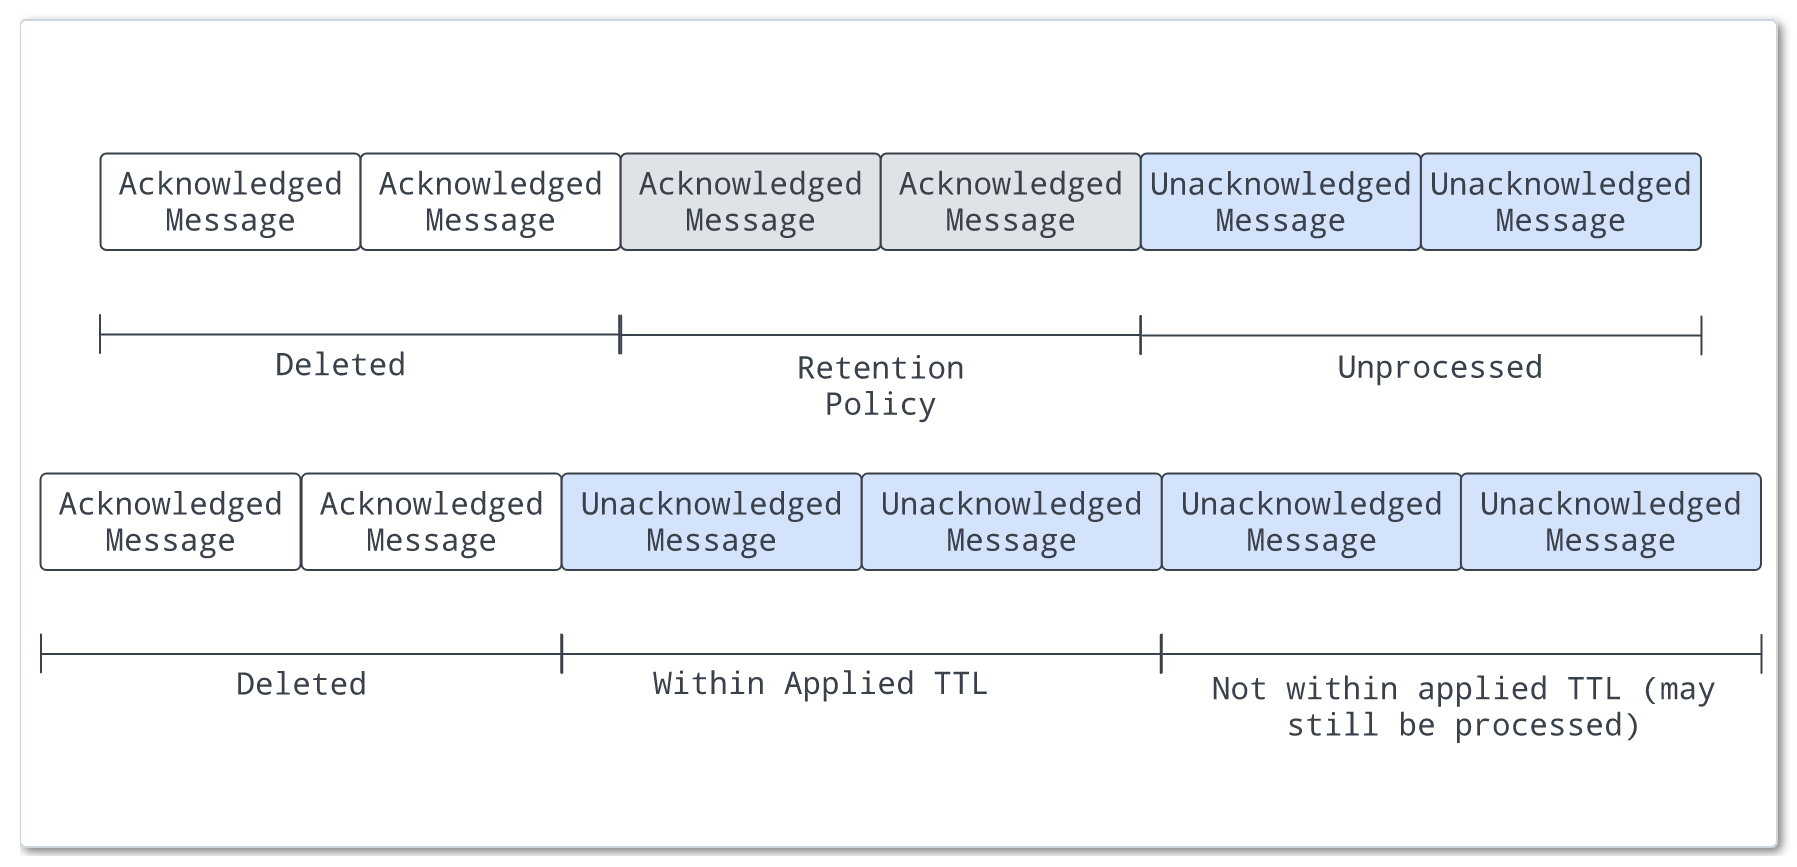 Acknowledged Acknowledged Acknowledged Acknowledged Unacknowledged Unacknowledged
Message Message Message Message Message Message
Deleted Retention Unprocessed
Policy
Acknowledged Acknowledged Unacknowledged Unacknowledged Unacknowledged Unacknowledged
Message Message Message Message Message Message
Deleted Within Applied TTL Not within applied TTL (may
still be processed)